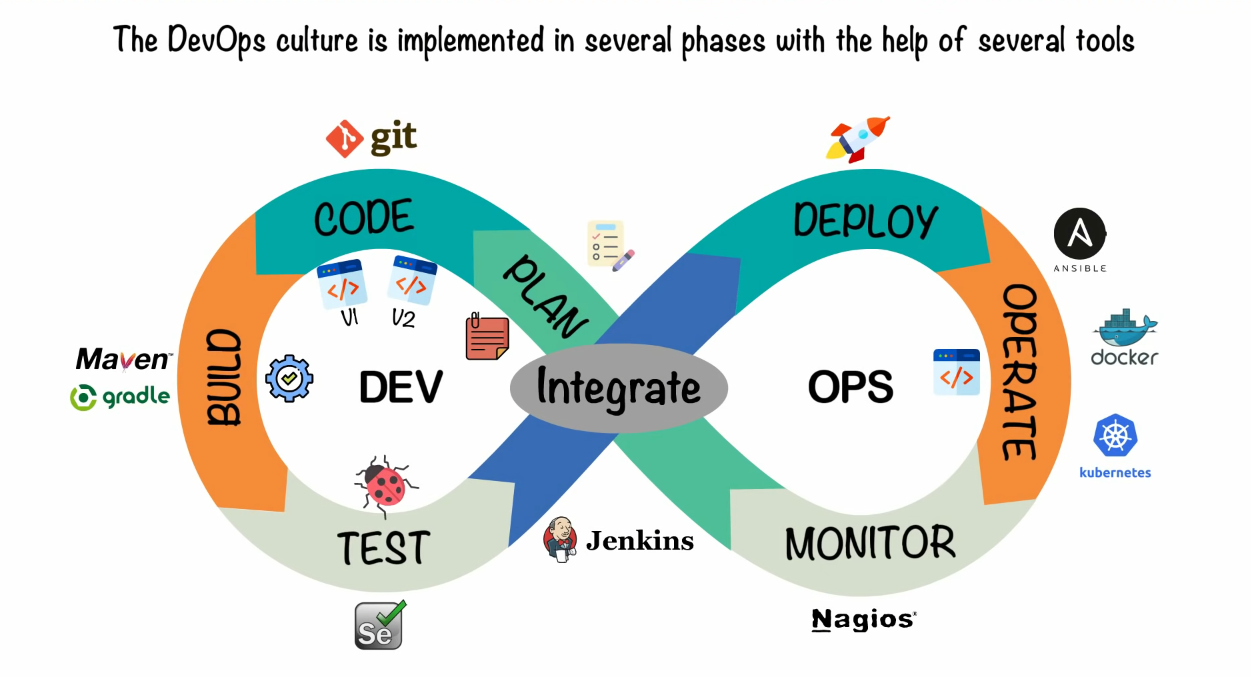 The DevOps culture is implemented in several phases with the help of several tools
git
CODE
DEPLOY
PLAN
V1
V2
ANSIBLE
OPERATE
docker
Maven™
gradle
BUILD
DEV
Integrate
OPS
kubernetes
TEST
Jenkins
MONITOR
Se
Nagios®